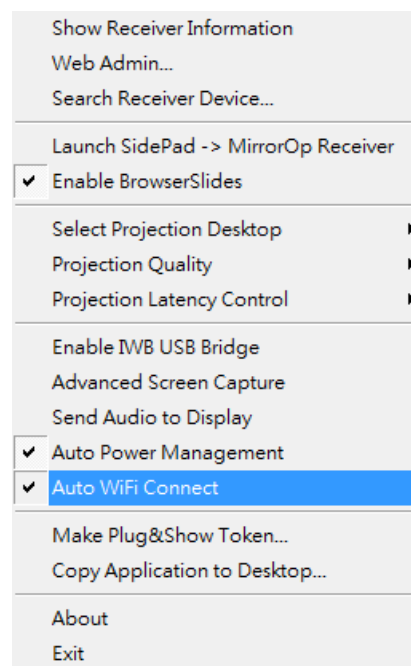 Show Receiver Information
Web Admin...
Search Receiver Device...
Launch SidePad -> MirrorOp Receiver
Enable BrowserSlides
Select Projection Desktop
Projection Quality
Projection Latency Control
Enable IWB USB Bridge
Advanced Screen Capture
Send Audio to Display
Auto Power Management
Auto WiFi Connect
Make Plug&Show Token...
Copy Application to Desktop...
About
Exit